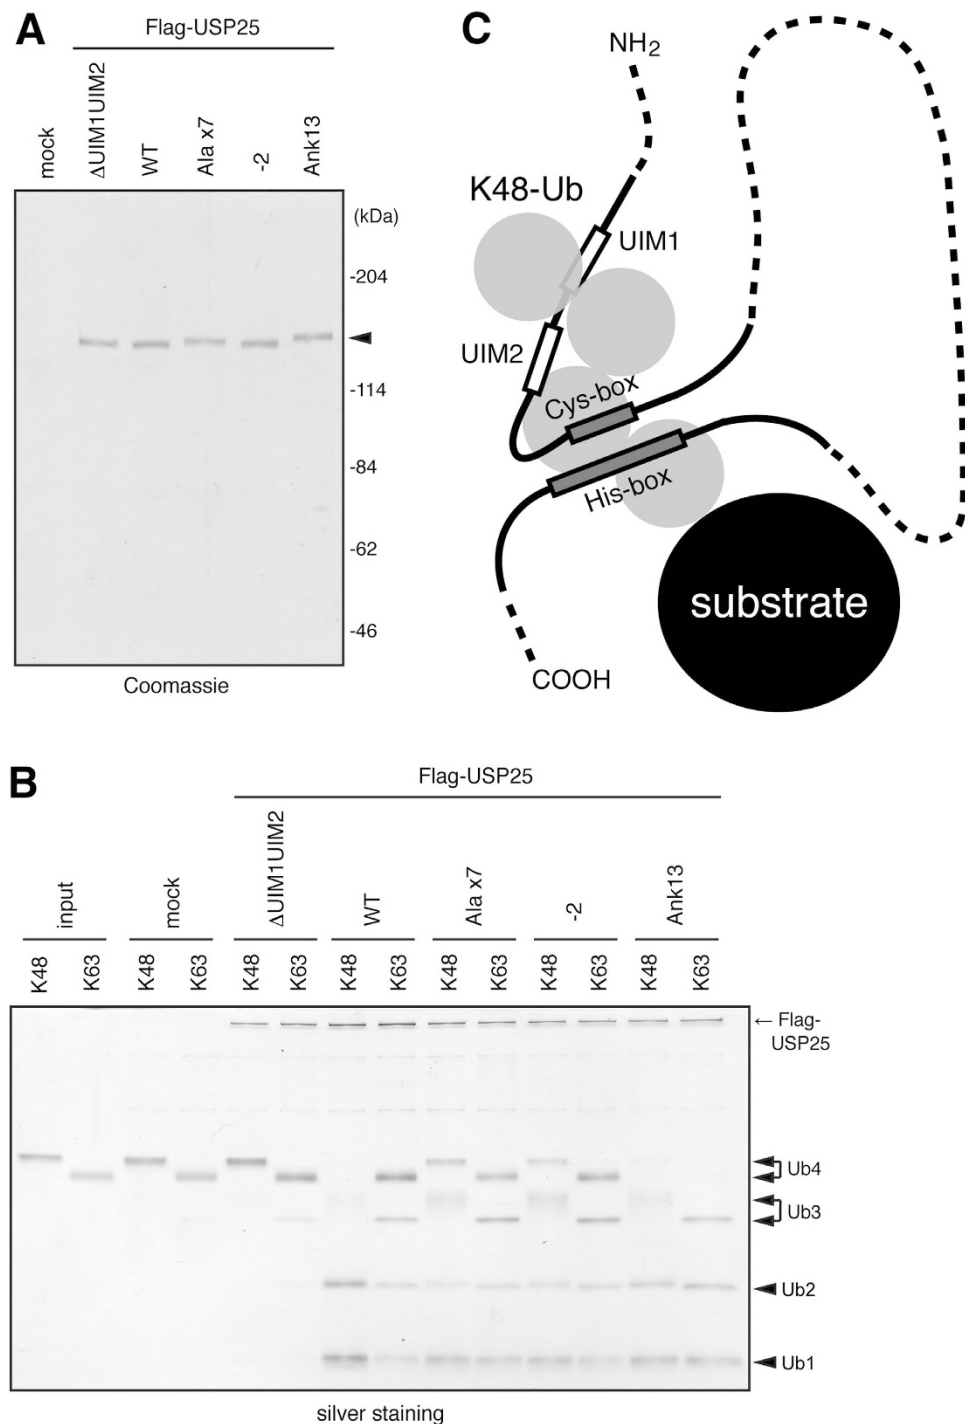 A
Flag-USP25
mock
ΔUIM1UIM2
WT
Ala x7
-2
Ank13
(kDa)
-204
-114
-84
-62
-46
Coomassie
C
NH2
K48-Ub
UIM1
UIM2
Cys-box
His-box
substrate
COOH
B
Flag-USP25
input
mock
ΔUIM1UIM2
WT
Ala x7
-2
Ank13
K48
K63
K48
K63
K48
K63
K48
K63
K48
K63
K48
K63
K48
K63
← Flag-
USP25
Ub4
Ub3
Ub2
Ub1
silver staining